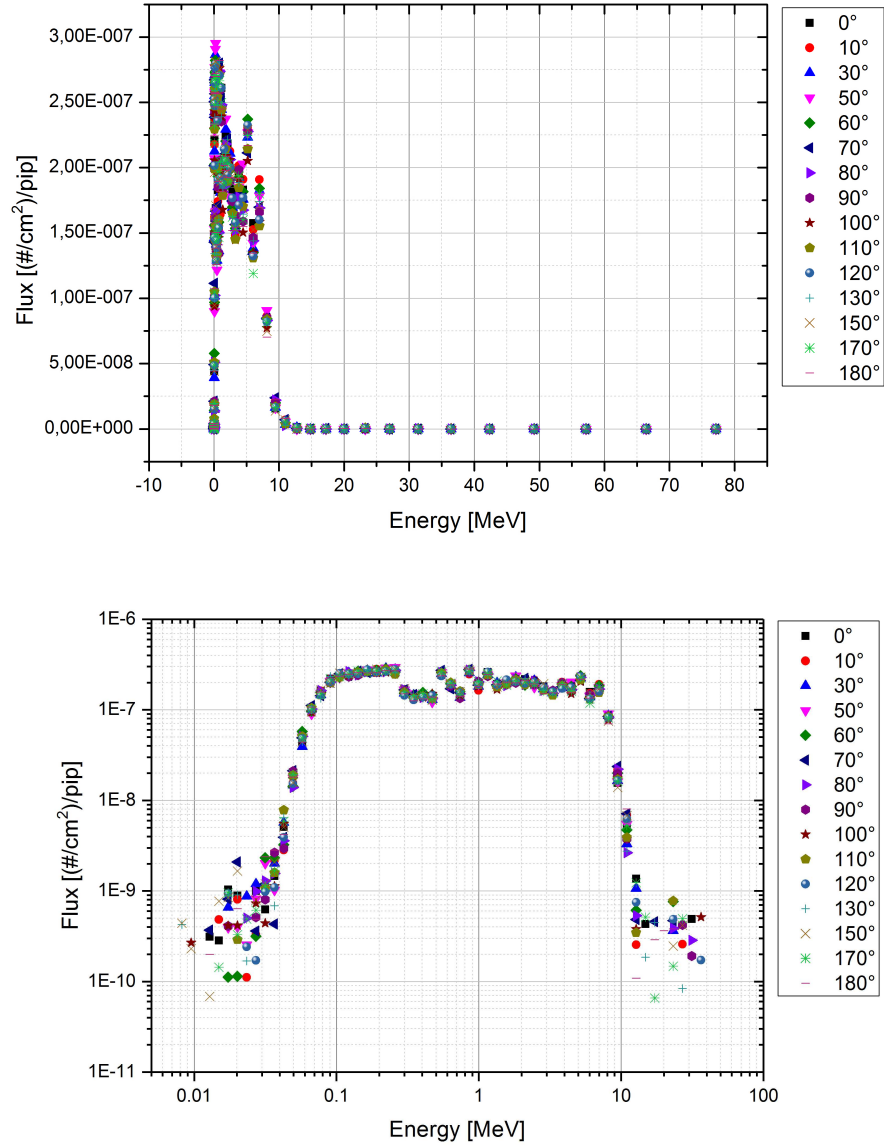 3,00E-007
2,50E-007
2,00E-007
1,50E-007
1,00E-007
5,00E-008
0,00E+000
Flux [(#/cm²)/pip]
-10 0 10 20 30 40 50 60 70 80
Energy [MeV]
0°
10°
30°
50°
60°
70°
80°
90°
100°
110°
120°
130°
150°
170°
180°
1E-6
1E-7
1E-8
1E-9
1E-10
1E-11
Flux [(#/cm²)/pip]
0.01 0.1 1 10 100
Energy [MeV]
0°
10°
30°
50°
60°
70°
80°
90°
100°
110°
120°
130°
150°
170°
180°